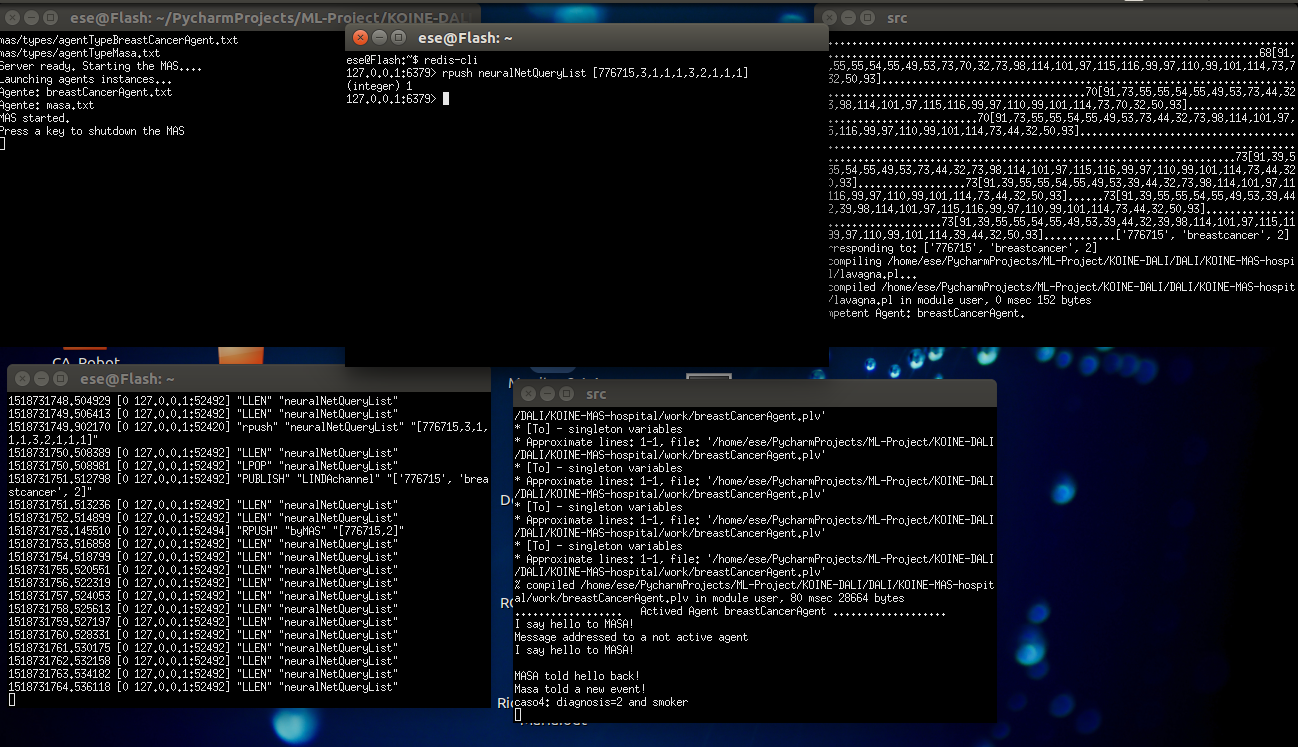 ese@Flash: ~/PycharmProjects/ML-Project/KOINE-DALI
mas/types/agentTypeBreastCancerAgent.txt
mas/types/agentTypeMasa.txt
Server ready. Starting the MAS....
Launching agents instances...
Agente: breastCancerAgent.txt
Agente: masa.txt
MAS started.
Press a key to shutdown the MAS
ese@Flash: ~
ese@Flash:~$ redis-cli
127.0.0.1:6379> rpush neuralNetQueryList [776715,3,1,1,1,3,2,1,1,1]
(integer) 1
127.0.0.1:6379>
src
68[91,
,55,55,54,55,49,53,73,70,32,73,98,114,101,97,115,116,99,97,110,99,101,114,73,7
32,50,93].
70[91,73,55,55,54,55,49,53,73,44,32
3,98,114,101,97,115,116,99,97,110,99,101,114,73,70,32,50,93].
70[91,73,55,55,54,55,49,53,73,44,32,73,98,114,101,97,
5,116,99,97,110,99,101,114,73,44,32,50,93].
73[91,39,5
55,54,55,49,53,73,44,32,73,98,114,101,97,115,116,99,97,110,99,101,114,73,44,32
0,93].................73[91,39,55,55,54,55,49,53,39,44,32,73,98,114,101,97,11
16,99,97,110,99,101,114,73,44,32,50,93]......73[91,39,55,55,54,55,49,53,39,44
2,39,98,114,101,97,115,116,99,97,110,99,101,114,73,44,32,50,93].
73[91,39,55,55,54,55,49,53,39,44,32,39,98,114,101,97,115,11
99,97,110,99,101,114,39,44,32,50,93]............['776715', 'breastcancer', 2]
rresponding to: ['776715', 'breastcancer', 2]
compiling /home/ese/PycharmProjects/ML-Project/KOINE-DALI/DALI/KOINE-MAS-hospi
l/lavagna.pl...
compiled /home/ese/PycharmProjects/ML-Project/KOINE-DALI/DALI/KOINE-MAS-hospit
/lavagna.pl in module user, 0 msec 152 bytes
mpetent Agent: breastCancerAgent.
CA_Robot
ese@Flash: ~
1518731748.504929 [0 127.0.0.1:52492] "LLEN" "neuralNetQueryList"
1518731749.506413 [0 127.0.0.1:52492] "LLEN" "neuralNetQueryList"
1518731749.902170 [0 127.0.0.1:52420] "rpush" "neuralNetQueryList" "[776715,3,1,
1,1,3,2,1,1,1]"
1518731750.508389 [0 127.0.0.1:52492] "LLEN" "neuralNetQueryList"
1518731750.508981 [0 127.0.0.1:52492] "LPOP" "neuralNetQueryList"
1518731751.512798 [0 127.0.0.1:52492] "PUBLISH" "LINDAchannel" "['776715', 'brea
stcancer', 2]"
1518731751.513236 [0 127.0.0.1:52492] "LLEN" "neuralNetQueryList"
1518731752.514899 [0 127.0.0.1:52492] "LLEN" "neuralNetQueryList"
1518731753.145510 [0 127.0.0.1:52494] "RPUSH" "byMAS" "[776715,2]"
1518731753.516858 [0 127.0.0.1:52492] "LLEN" "neuralNetQueryList"
1518731754.518799 [0 127.0.0.1:52492] "LLEN" "neuralNetQueryList"
1518731755.520551 [0 127.0.0.1:52492] "LLEN" "neuralNetQueryList"
1518731756.522319 [0 127.0.0.1:52492] "LLEN" "neuralNetQueryList"
1518731757.524053 [0 127.0.0.1:52492] "LLEN" "neuralNetQueryList"
1518731758.525613 [0 127.0.0.1:52492] "LLEN" "neuralNetQueryList"
1518731759.527197 [0 127.0.0.1:52492] "LLEN" "neuralNetQueryList"
1518731760.528331 [0 127.0.0.1:52492] "LLEN" "neuralNetQueryList"
1518731761.530175 [0 127.0.0.1:52492] "LLEN" "neuralNetQueryList"
1518731762.532158 [0 127.0.0.1:52492] "LLEN" "neuralNetQueryList"
1518731763.534182 [0 127.0.0.1:52492] "LLEN" "neuralNetQueryList"
1518731764.536118 [0 127.0.0.1:52492] "LLEN" "neuralNetQueryList"
src
/DALI/KOINE-MAS-hospital/work/breastCancerAgent.plv'
* [To] - singleton variables
* Approximate lines: 1-1, file: '/home/ese/PycharmProjects/ML-Project/KOINE-DALI
/DALI/KOINE-MAS-hospital/work/breastCancerAgent.plv'
* [To] - singleton variables
* Approximate lines: 1-1, file: '/home/ese/PycharmProjects/ML-Project/KOINE-DALI
/DALI/KOINE-MAS-hospital/work/breastCancerAgent.plv'
* [To] - singleton variables
* Approximate lines: 1-1, file: '/home/ese/PycharmProjects/ML-Project/KOINE-DALI
/DALI/KOINE-MAS-hospital/work/breastCancerAgent.plv'
* [To] - singleton variables
* Approximate lines: 1-1, file: '/home/ese/PycharmProjects/ML-Project/KOINE-DALI
/DALI/KOINE-MAS-hospital/work/breastCancerAgent.plv'
% compiled /home/ese/PycharmProjects/ML-Project/KOINE-DALI/DALI/KOINE-MAS-hospit
al/work/breastCancerAgent.plv in module user, 80 msec 28664 bytes
.................. Actived Agent breastCancerAgent ...................
I say hello to MASA!
Message addressed to a not active agent
I say hello to MASA!
MASA told hello back!
Masa told a new event!
caso4: diagnosis=2 and smoker